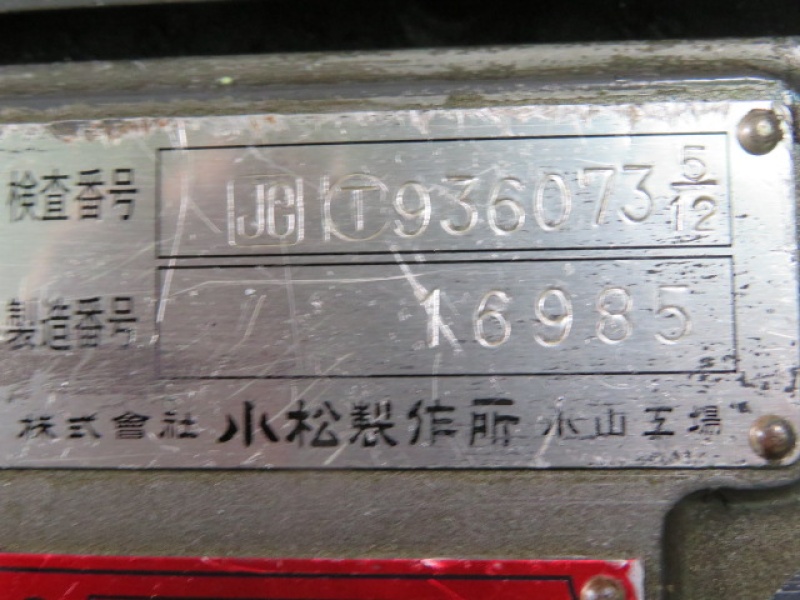 検査番号 JCI T 936073 5/12
製造番号 16985
株式會社 小松製作所 小山工場